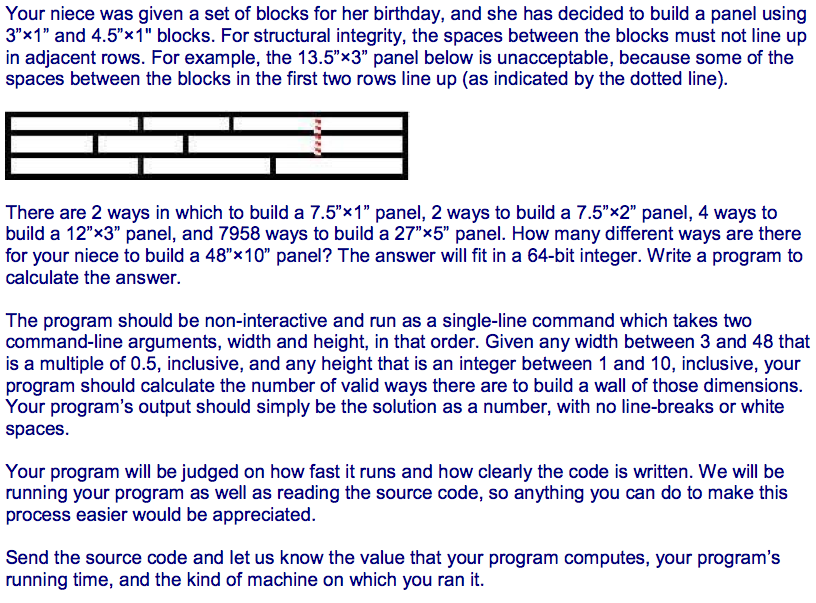 Your niece was given a set of blocks for her birthday, and she has decided to build a panel using
3”×1” and 4.5”×1" blocks. For structural integrity, the spaces between the blocks must not line up
in adjacent rows. For example, the 13.5”×3” panel below is unacceptable, because some of the
spaces between the blocks in the first two rows line up (as indicated by the dotted line).
There are 2 ways in which to build a 7.5”×1” panel, 2 ways to build a 7.5”×2” panel, 4 ways to
build a 12”×3” panel, and 7958 ways to build a 27”×5” panel. How many different ways are there
for your niece to build a 48”×10” panel? The answer will fit in a 64-bit integer. Write a program to
calculate the answer.
The program should be non-interactive and run as a single-line command which takes two
command-line arguments, width and height, in that order. Given any width between 3 and 48 that
is a multiple of 0.5, inclusive, and any height that is an integer between 1 and 10, inclusive, your
program should calculate the number of valid ways there are to build a wall of those dimensions.
Your program’s output should simply be the solution as a number, with no line-breaks or white
spaces.
Your program will be judged on how fast it runs and how clearly the code is written. We will be
running your program as well as reading the source code, so anything you can do to make this
process easier would be appreciated.
Send the source code and let us know the value that your program computes, your program’s
running time, and the kind of machine on which you ran it.